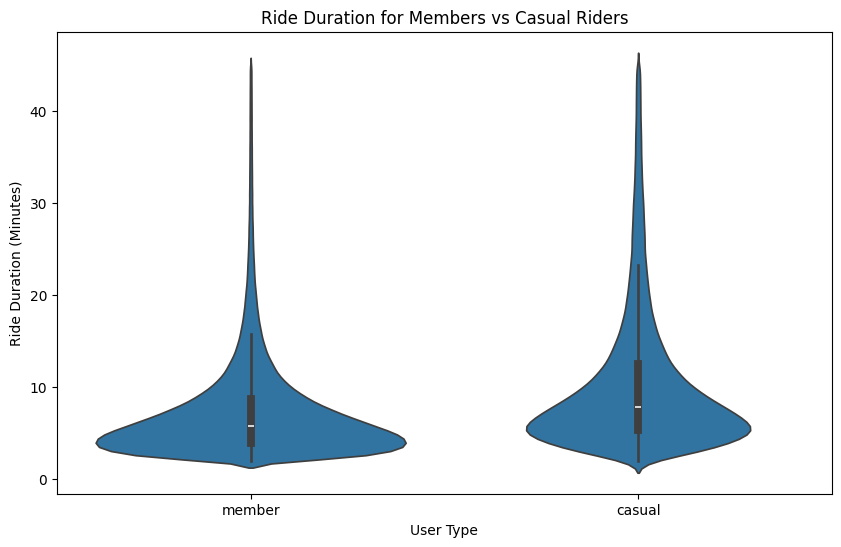 Ride Duration for Members vs Casual Riders
Ride Duration (Minutes)
40
30
20
10
0
member casual
User Type